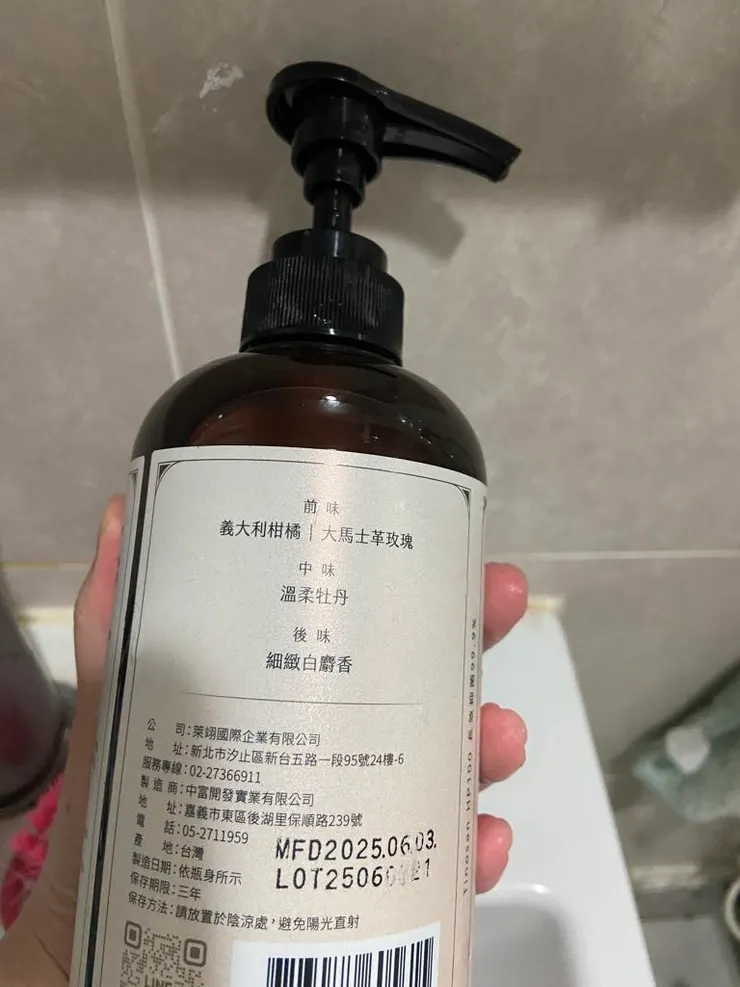 前味
義大利柑橘｜大馬士革玫瑰
中味
溫柔牡丹
後味
細緻白麝香
公司：萊翊國際企業有限公司
地址：新北市汐止區新台五路一段95號24樓-6
服務專線：02-27366911
製造商：中富開發實業有限公司
地址：嘉義市東區後湖里保順路239號
電話：05-2711959
產地：台灣
製造日期：依瓶身所示
保存期限：三年
保存方法：請放置於陰涼處，避免陽光直射
MFD2025.06.03.
LOT2506
LINE
Tinosan HP100